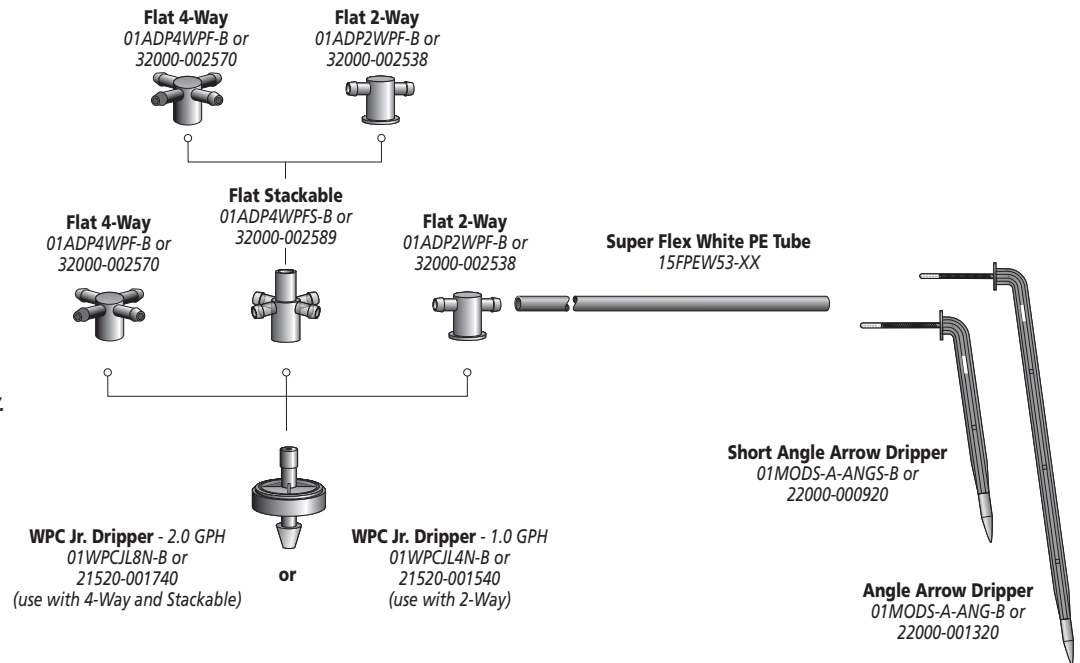 Flat 4-Way
01ADP4WPF-B or
32000-002570
Flat 2-Way
01ADP2WPF-B or
32000-002538
Flat Stackable
01ADP4WPFS-B or
32000-002589
Flat 4-Way
01ADP4WPF-B or
32000-002570
Flat 2-Way
01ADP2WPF-B or
32000-002538
Super Flex White PE Tube
15FPEW53-XX
Short Angle Arrow Dripper
01MODS-A-ANGS-B or
22000-000920
WPC Jr. Dripper - 2.0 GPH
01WPCJL8N-B or
21520-001740
(use with 4-Way and Stackable)
or
WPC Jr. Dripper - 1.0 GPH
01WPCJL4N-B or
21520-001540
(use with 2-Way)
Angle Arrow Dripper
01MODS-A-ANG-B or
22000-001320